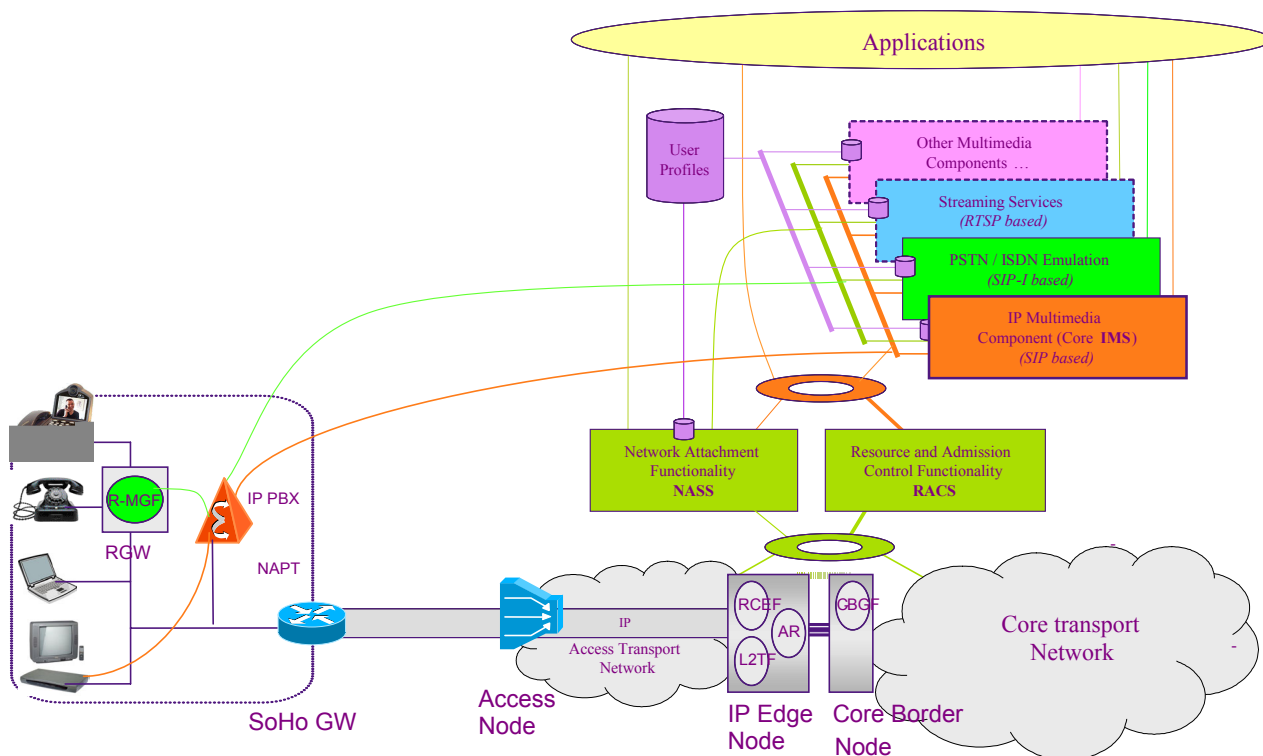 Applications
User
Profiles
Other Multimedia
Components …
Streaming Services
(RTSP based)
PSTN / ISDN Emulation
(SIP-I based)
IP Multimedia
Component (Core IMS)
(SIP based)
Network Attachment
Functionality
NASS
Resource and Admission
Control Functionality
RACS
R-MGF
IP PBX
RGW
NAPT
RCEF
CBGF
IP
AR
Access Transport
Network
L2TF
Core transport
Network
SoHo GW
Access
Node
IP Edge
Node
Core Border
Node